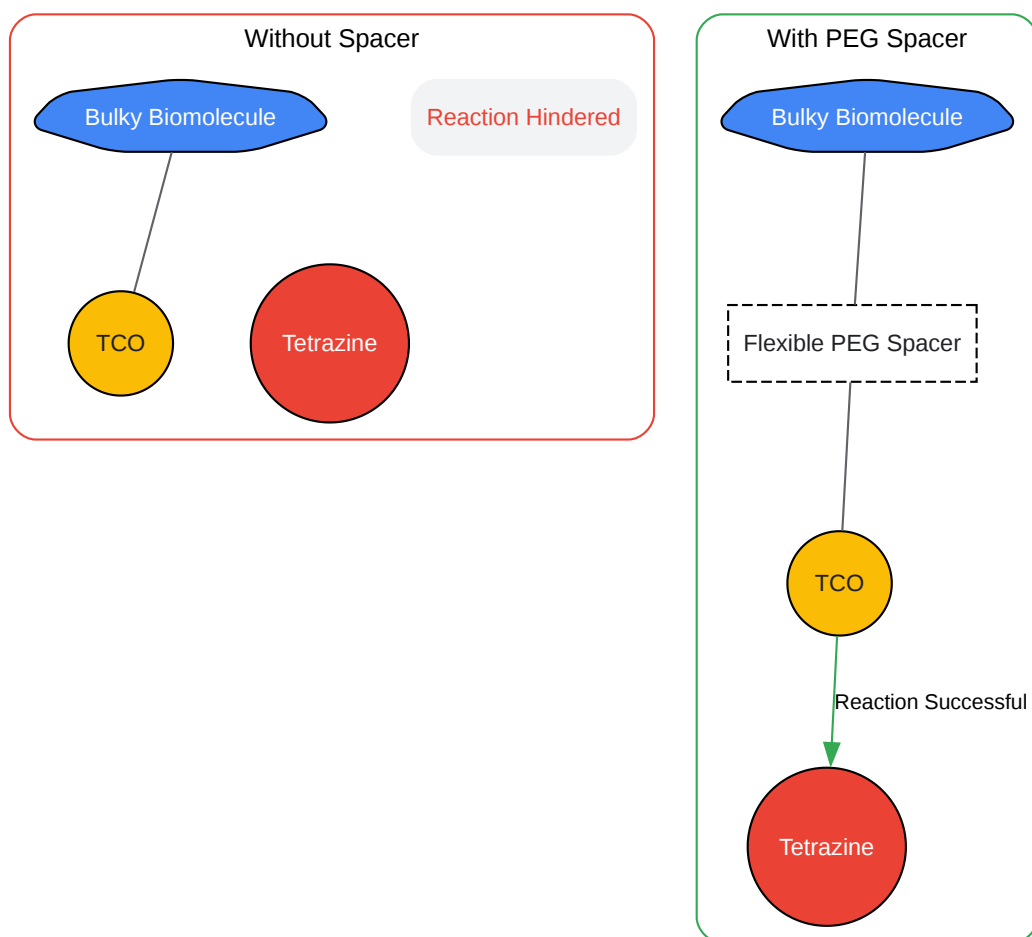 Without Spacer
Bulky Biomolecule
Reaction Hindered
TCO
Tetrazine
With PEG Spacer
Bulky Biomolecule
Flexible PEG Spacer
TCO
Reaction Successful
Tetrazine